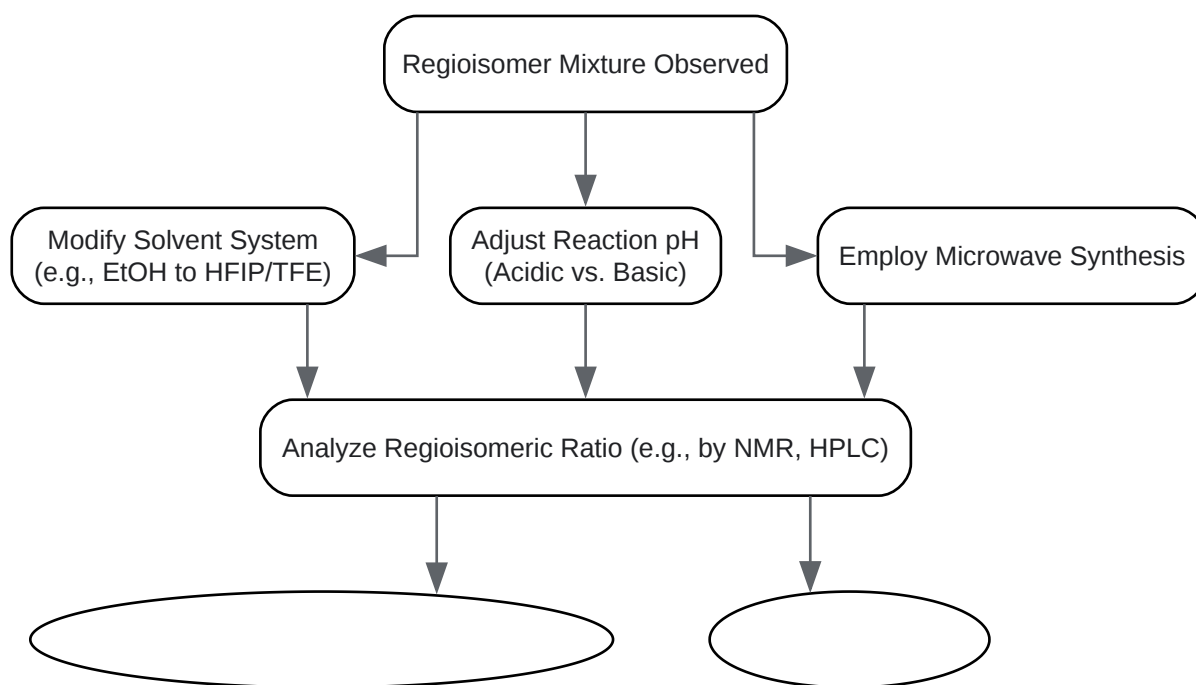 Regioisomer Mixture Observed
Modify Solvent System
(e.g., EtOH to HFIP/TFE)
Adjust Reaction pH
(Acidic vs. Basic)
Employ Microwave Synthesis
Analyze Regioisomeric Ratio (e.g., by NMR, HPLC)